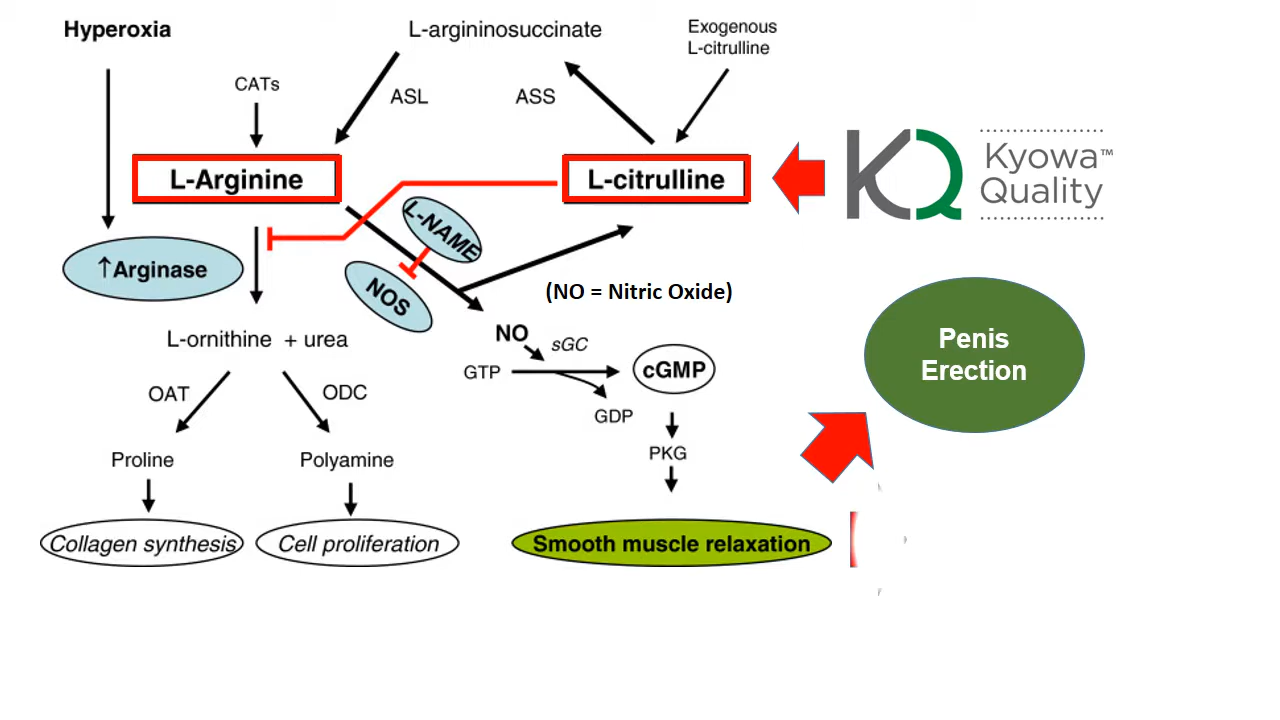 Hyperoxia
L-argininosuccinate
Exogenous
L-citrulline
CATs
ASL
ASS
L-Arginine
L-citrulline
KQ
Kyowa™
Quality
L-NAME
↑Arginase
NOS
(NO = Nitric Oxide)
L-ornithine + urea
NO
sGC
GTP
cGMP
GDP
Penis
Erection
OAT
ODC
PKG
Proline
Polyamine
Collagen synthesis
Cell proliferation
Smooth muscle relaxation